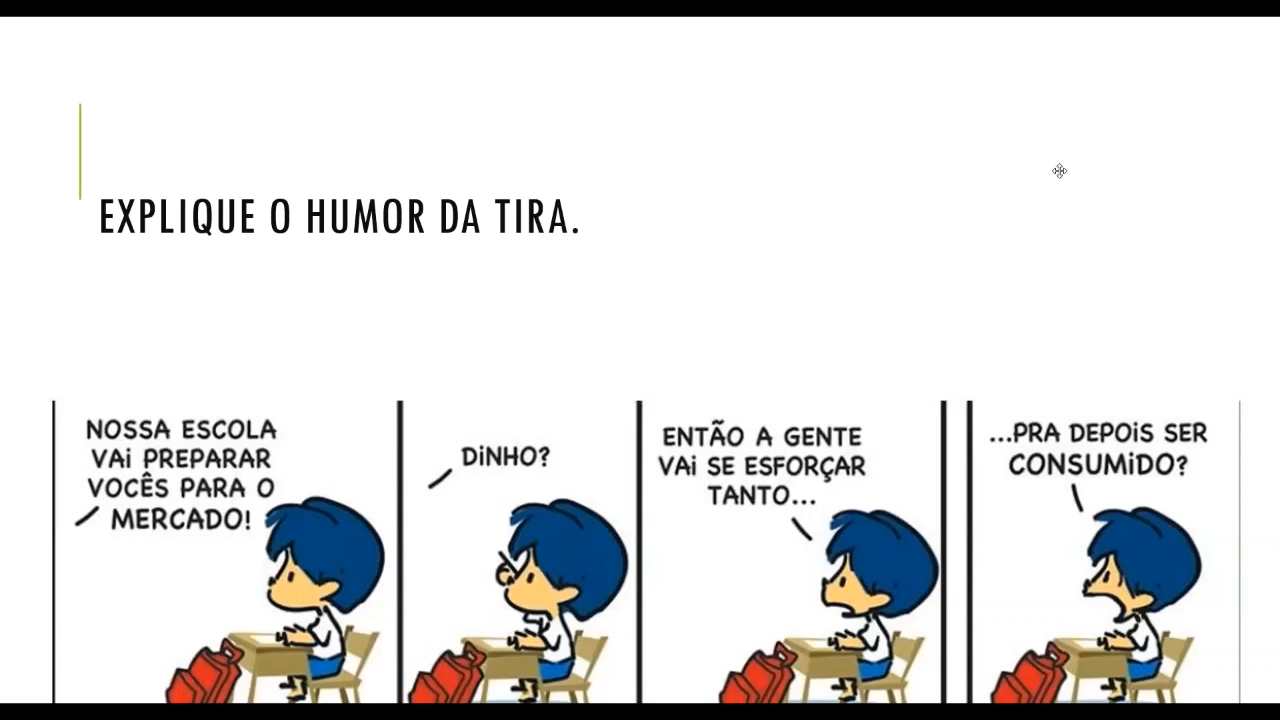 EXPLIQUE O HUMOR DA TIRA.
NOSSA ESCOLA
VAi PREPARAR
VOCÊS PARA O
MERCADO!
DiNHO?
ENTÃO A GENTE
VAi SE ESFORÇAR
TANTO...
...PRA DEPOiS SER
CONSUMiDO?